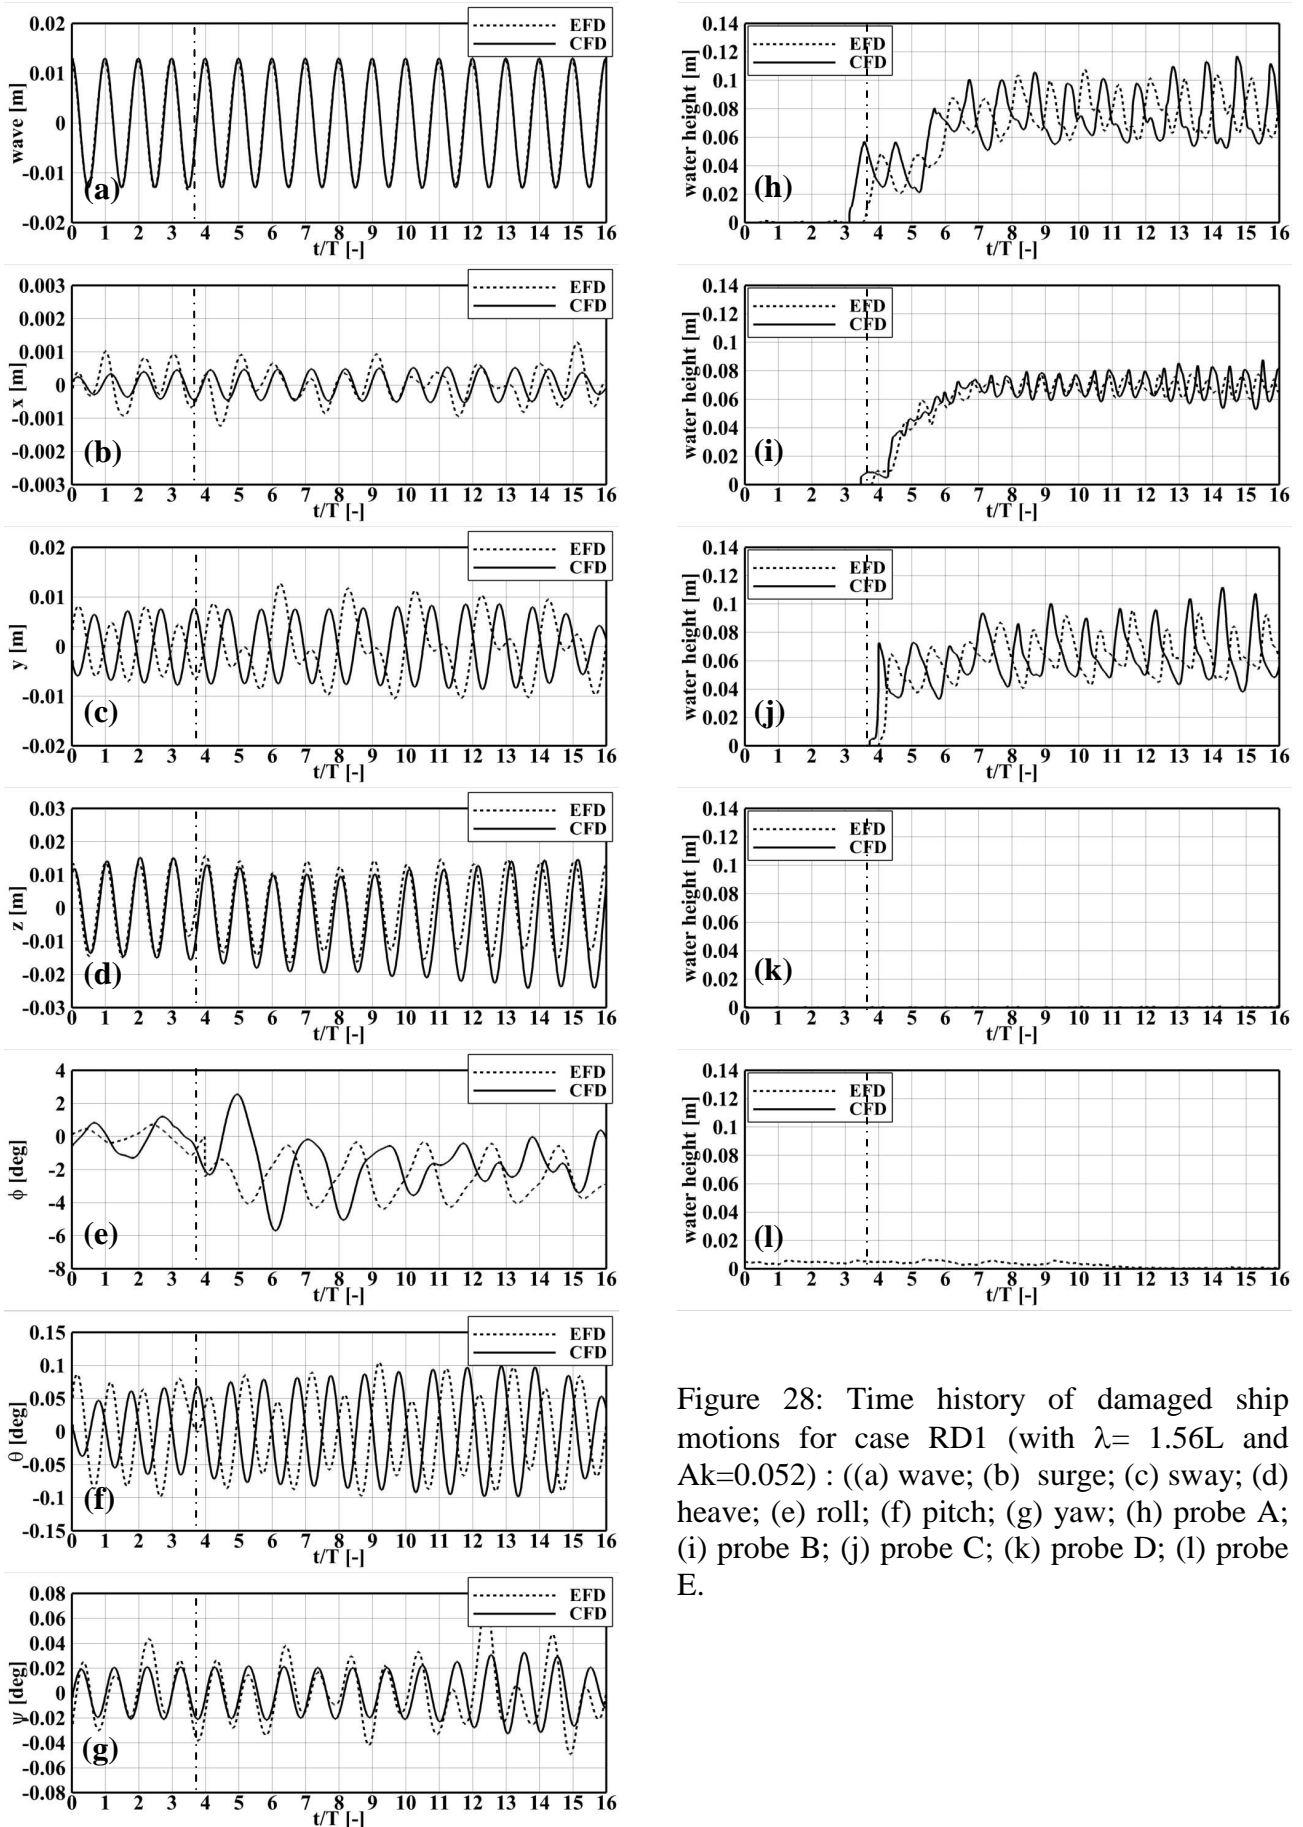 0.02
0.01
0
-0.01
-0.02
wave [m]
EFD
CFD
(a)
0 1 2 3 4 5 6 7 8 9 10 11 12 13 14 15 16
t/T [-]
0.003
0.002
0.001
0
-0.001
-0.002
-0.003
x [m]
EFD
CFD
(b)
0 1 2 3 4 5 6 7 8 9 10 11 12 13 14 15 16
t/T [-]
0.02
0.01
0
-0.01
-0.02
y [m]
EFD
CFD
(c)
0 1 2 3 4 5 6 7 8 9 10 11 12 13 14 15 16
t/T [-]
0.03
0.02
0.01
0
-0.01
-0.02
-0.03
z [m]
EFD
CFD
(d)
0 1 2 3 4 5 6 7 8 9 10 11 12 13 14 15 16
t/T [-]
4
2
0
-2
-4
-6
-8
ϕ [deg]
EFD
CFD
(e)
0 1 2 3 4 5 6 7 8 9 10 11 12 13 14 15 16
t/T [-]
0.15
0.1
0.05
0
-0.05
-0.1
-0.15
θ [deg]
EFD
CFD
(f)
0 1 2 3 4 5 6 7 8 9 10 11 12 13 14 15 16
t/T [-]
0.08
0.06
0.04
0.02
0
-0.02
-0.04
-0.06
-0.08
ψ [deg]
EFD
CFD
(g)
0 1 2 3 4 5 6 7 8 9 10 11 12 13 14 15 16
t/T [-]
0.14
0.12
0.1
0.08
0.06
0.04
0.02
0
water height [m]
EFD
CFD
(h)
0 1 2 3 4 5 6 7 8 9 10 11 12 13 14 15 16
t/T [-]
0.14
0.12
0.1
0.08
0.06
0.04
0.02
0
water height [m]
EFD
CFD
(i)
0 1 2 3 4 5 6 7 8 9 10 11 12 13 14 15 16
t/T [-]
0.14
0.12
0.1
0.08
0.06
0.04
0.02
0
water height [m]
EFD
CFD
(j)
0 1 2 3 4 5 6 7 8 9 10 11 12 13 14 15 16
t/T [-]
0.14
0.12
0.1
0.08
0.06
0.04
0.02
0
water height [m]
EFD
CFD
(k)
0 1 2 3 4 5 6 7 8 9 10 11 12 13 14 15 16
t/T [-]
0.14
0.12
0.1
0.08
0.06
0.04
0.02
0
water height [m]
EFD
CFD
(l)
0 1 2 3 4 5 6 7 8 9 10 11 12 13 14 15 16
t/T [-]
Figure 28: Time history of damaged ship
motions for case RD1 (with λ= 1.56L and
Ak=0.052) : ((a) wave; (b) surge; (c) sway; (d)
heave; (e) roll; (f) pitch; (g) yaw; (h) probe A;
(i) probe B; (j) probe C; (k) probe D; (l) probe
E.